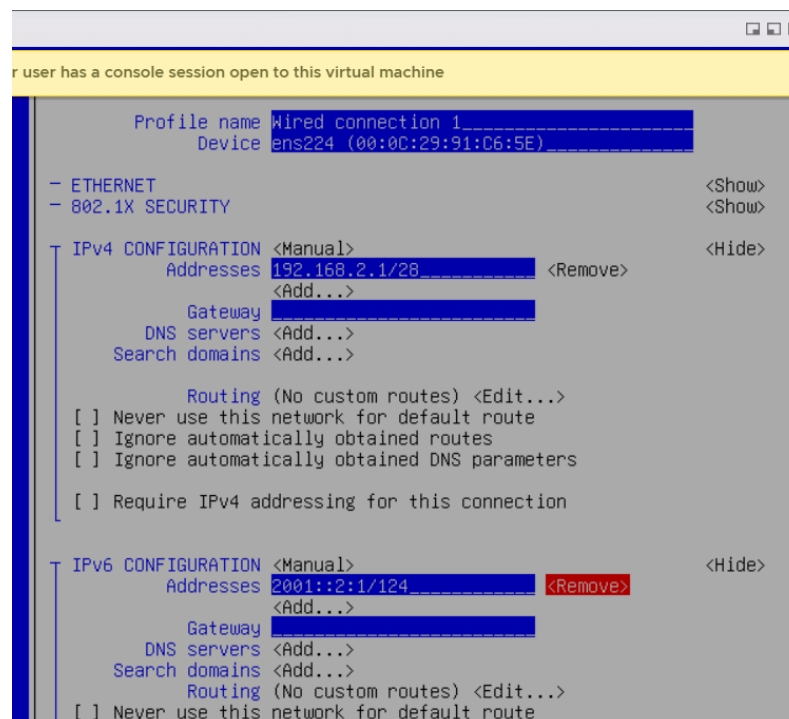 r user has a console session open to this virtual machine
Profile name Wired connection 1
Device ens224 (00:0C:29:91:C6:5E)
ETHERNET <Show>
802.1X SECURITY <Show>
IPv4 CONFIGURATION <Manual> <Hide>
Addresses 192.168.2.1/28 <Remove>
<Add...>
Gateway
DNS servers <Add...>
Search domains <Add...>
Routing (No custom routes) <Edit...>
[ ] Never use this network for default route
[ ] Ignore automatically obtained routes
[ ] Ignore automatically obtained DNS parameters
[ ] Require IPv4 addressing for this connection
IPv6 CONFIGURATION <Manual> <Hide>
Addresses 2001::2:1/124 <Remove>
<Add...>
Gateway
DNS servers <Add...>
Search domains <Add...>
Routing (No custom routes) <Edit...>
[ ] Never use this network for default route